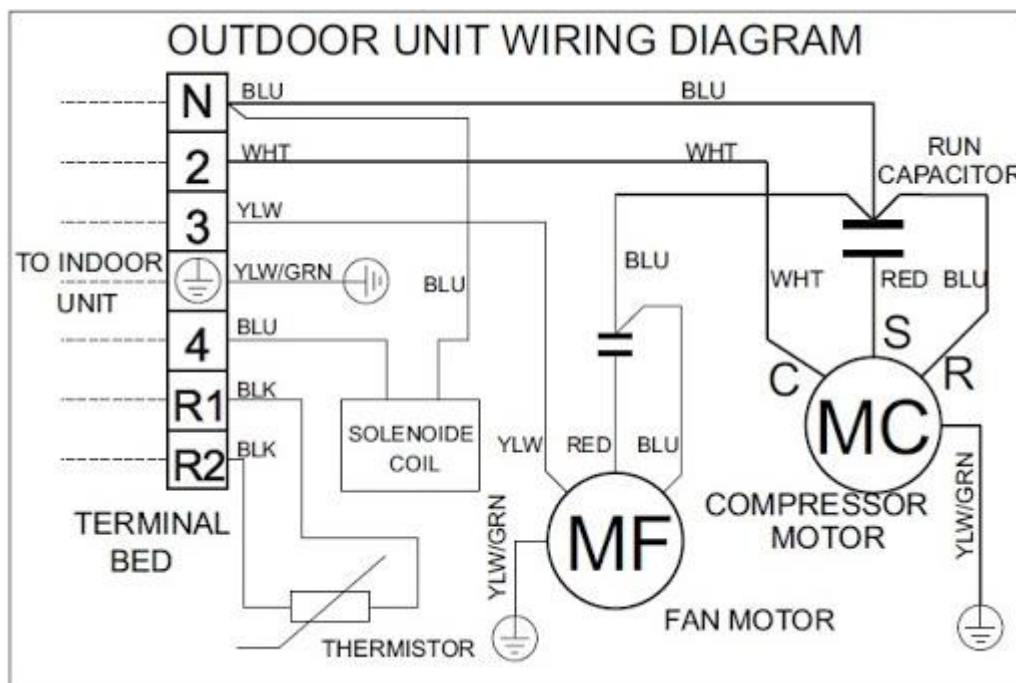 OUTDOOR UNIT WIRING DIAGRAM
N
BLU
BLU
2
WHT
WHT
RUN
CAPACITOR
3
YLW
TO INDOOR
UNIT
YLW/GRN
BLU
BLU
WHT
RED
BLU
4
BLU
S
C
R
R1
BLK
SOLENOIDE
COIL
MC
R2
BLK
YLW
RED
BLU
TERMINAL
BED
COMPRESSOR
MOTOR
YLW/GRN
YLW/GRN
MF
FAN MOTOR
THERMISTOR